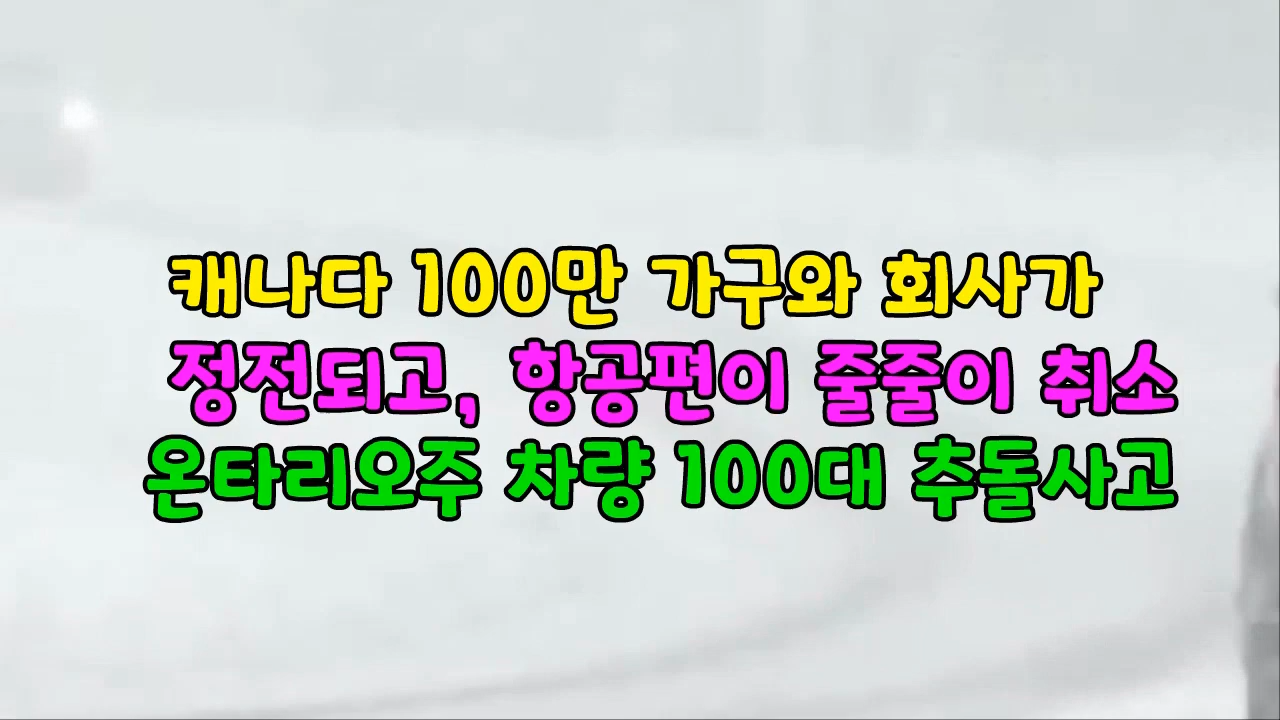 캐나다 100만 가구와 회사가
정전되고, 항공편이 줄줄이 취소
온타리오주 차량 100대 추돌사고